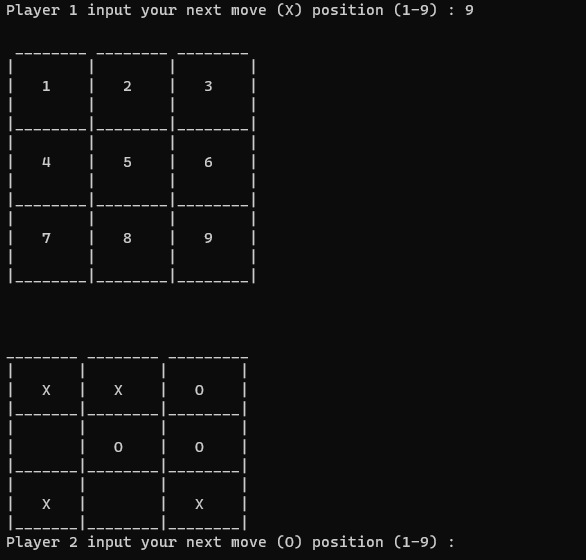 Player 1 input your next move (X) position (1-9) : 9
1 2 3
4 5 6
7 8 9
X X O
O O
X X
Player 2 input your next move (O) position (1-9) :